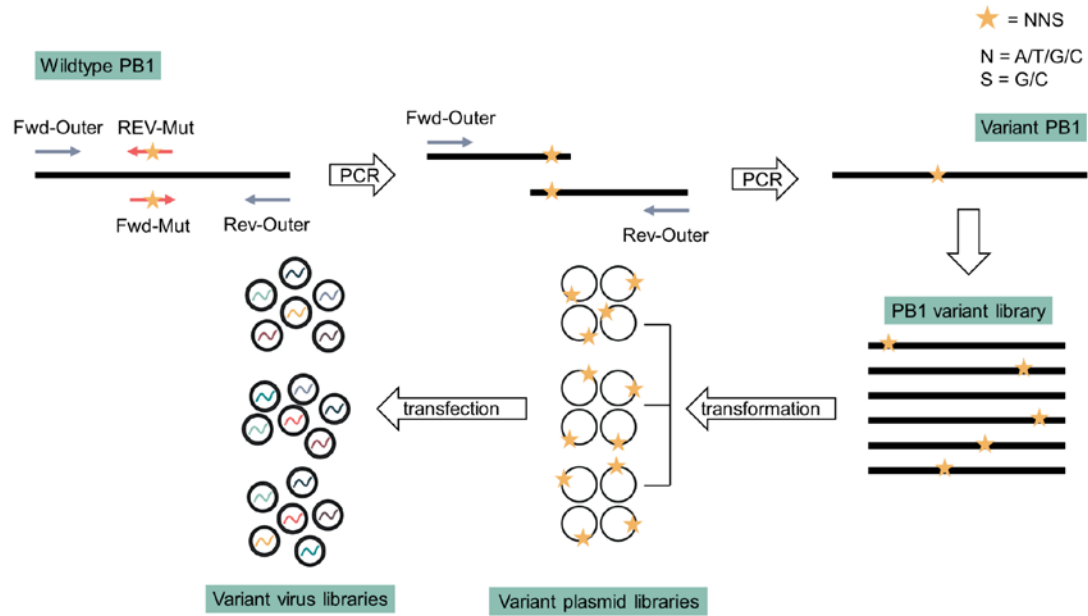 = NNS
N = A/T/G/C
S = G/C
Wildtype PB1
Fwd-Outer
REV-Mut
Fwd-Mut
Rev-Outer
PCR
Fwd-Outer
Rev-Outer
PCR
Variant PB1
PB1 variant library
transformation
transfection
Variant virus libraries
Variant plasmid libraries